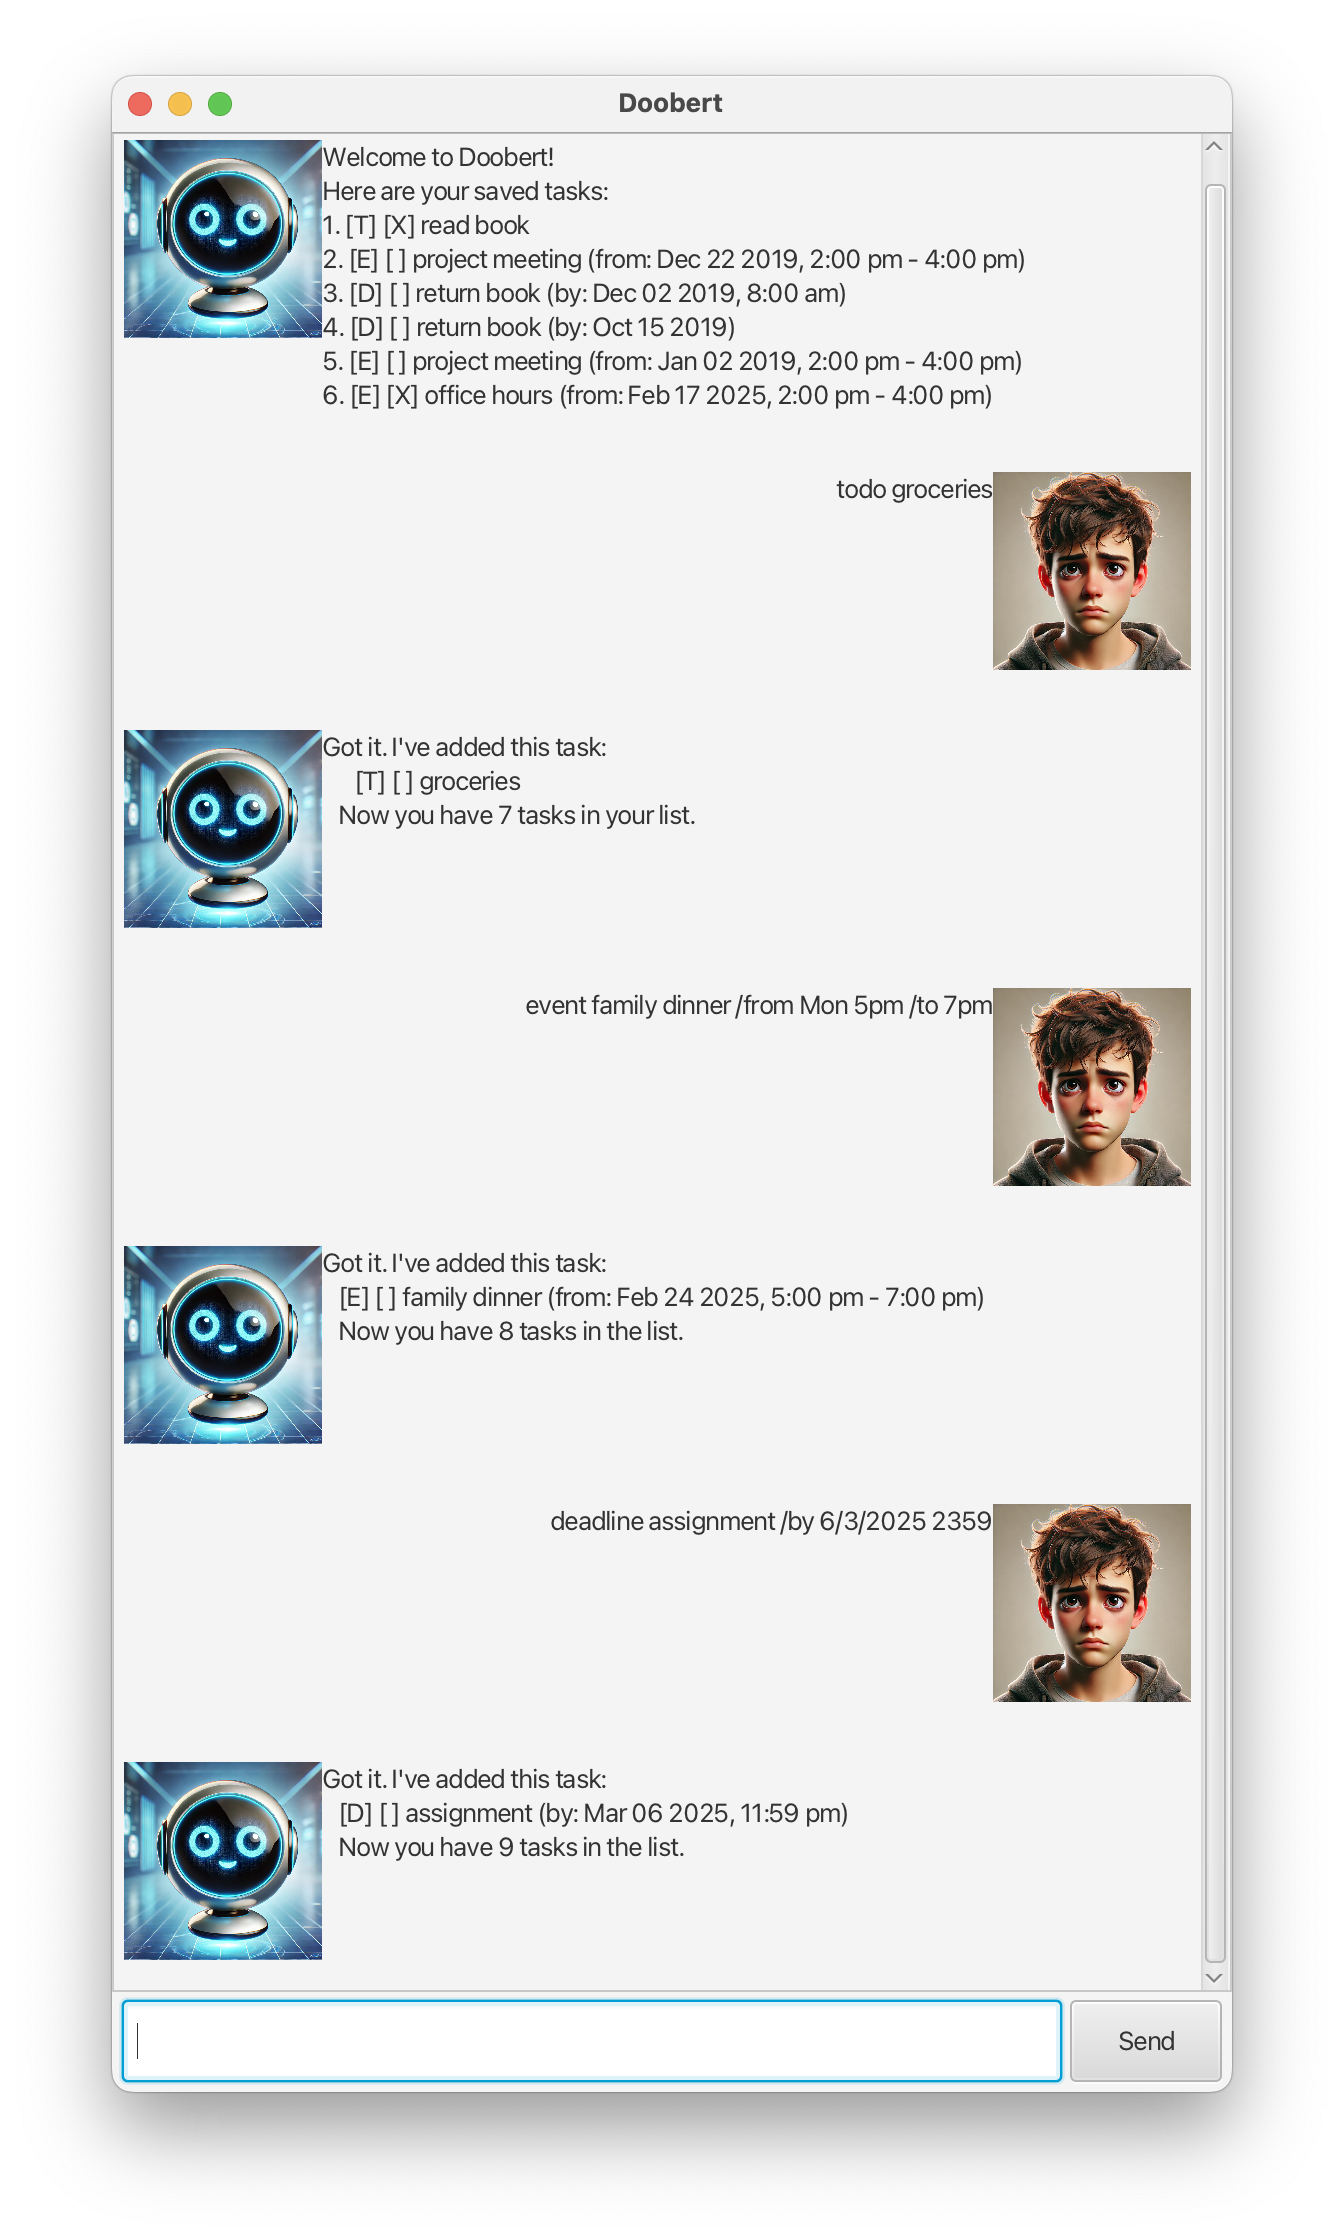 Doobert
Welcome to Doobert!
Here are your saved tasks:
1. [T] [X] read book
2. [E] [ ] project meeting (from: Dec 22 2019, 2:00 pm - 4:00 pm)
3. [D] [ ] return book (by: Dec 02 2019, 8:00 am)
4. [D] [ ] return book (by: Oct 15 2019)
5. [E] [ ] project meeting (from: Jan 02 2019, 2:00 pm - 4:00 pm)
6. [E] [X] office hours (from: Feb 17 2025, 2:00 pm - 4:00 pm)
todo groceries
Got it. I've added this task:
[T] [ ] groceries
Now you have 7 tasks in your list.
event family dinner /from Mon 5pm /to 7pm
Got it. I've added this task:
[E] [ ] family dinner (from: Feb 24 2025, 5:00 pm - 7:00 pm)
Now you have 8 tasks in the list.
deadline assignment /by 6/3/2025 2359
Got it. I've added this task:
[D] [ ] assignment (by: Mar 06 2025, 11:59 pm)
Now you have 9 tasks in the list.
Send